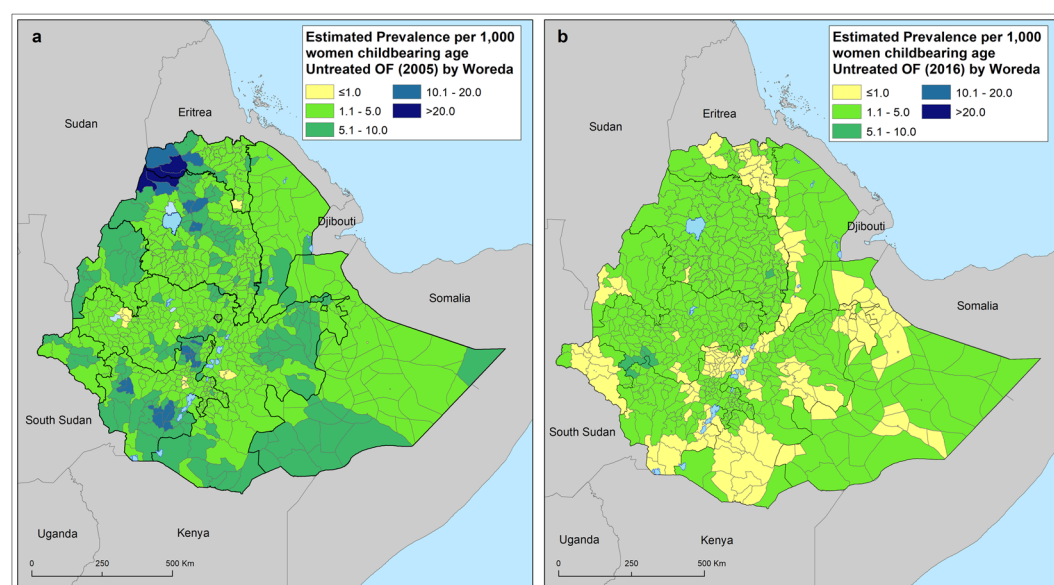 a
Estimated Prevalence per 1,000
women childbearing age
Untreated OF (2005) by Woreda
≤1.0
10.1 - 20.0
1.1 - 5.0
>20.0
5.1 - 10.0
Sudan
Eritrea
Djibouti
Somalia
South Sudan
Uganda
Kenya
0 250 500 Km
b
Estimated Prevalence per 1,000
women childbearing age
Untreated OF (2016) by Woreda
≤1.0
10.1 - 20.0
1.1 - 5.0
>20.0
5.1 - 10.0
Sudan
Eritrea
Djibouti
Somalia
South Sudan
Uganda
Kenya
0 250 500 Km